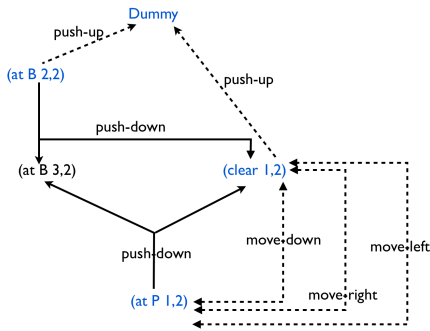 Dummy
push-up
(at B 2,2)
push-up
push-down
(at B 3,2)
(clear 1,2)
move-down
move-left
push-down
move-right
(at P 1,2)